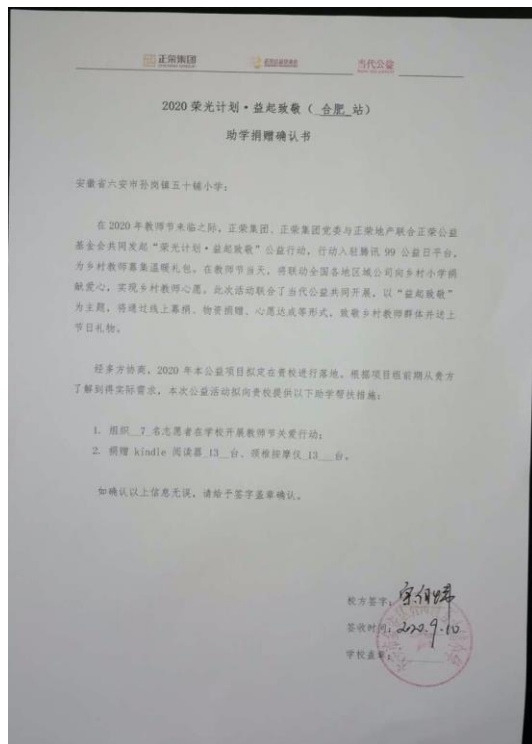 正荣集团
当代公益
2020 荣光计划·益起致敬（ 合肥 站）
助学捐赠确认书
安徽省六安市孙岗镇五十铺小学：
在 2020 年教师节来临之际，正荣集团、正荣集团党委与正荣地产联合正荣公益
基金会共同发起“荣光计划·益起致敬”公益行动，行动入驻腾讯 99 公益日平台，
为乡村教师募集温暖礼包。在教师节当天，将联动全国各地区域公司向乡村小学捐
献爱心，实现乡村教师心愿。此次活动联合了当代公益共同开展，以“益起致敬”
为主题，将通过线上募捐、物资捐赠、心愿达成等形式，致敬乡村教师群体并送上
节日礼物。
经多方协商，2020 年本公益项目拟定在贵校进行落地。根据项目组前期从贵方
了解到得实际需求，本次公益活动拟向贵校提供以下助学帮扶措施：
1. 组织__7_名志愿者在学校开展教师节关爱行动；
2. 捐赠 kindle 阅读器_13__台、颈椎按摩仪_13___台。
如确认以上信息无误，请给予签字盖章确认。
校方签字：
签收时间：2020.9.10
学校盖章：